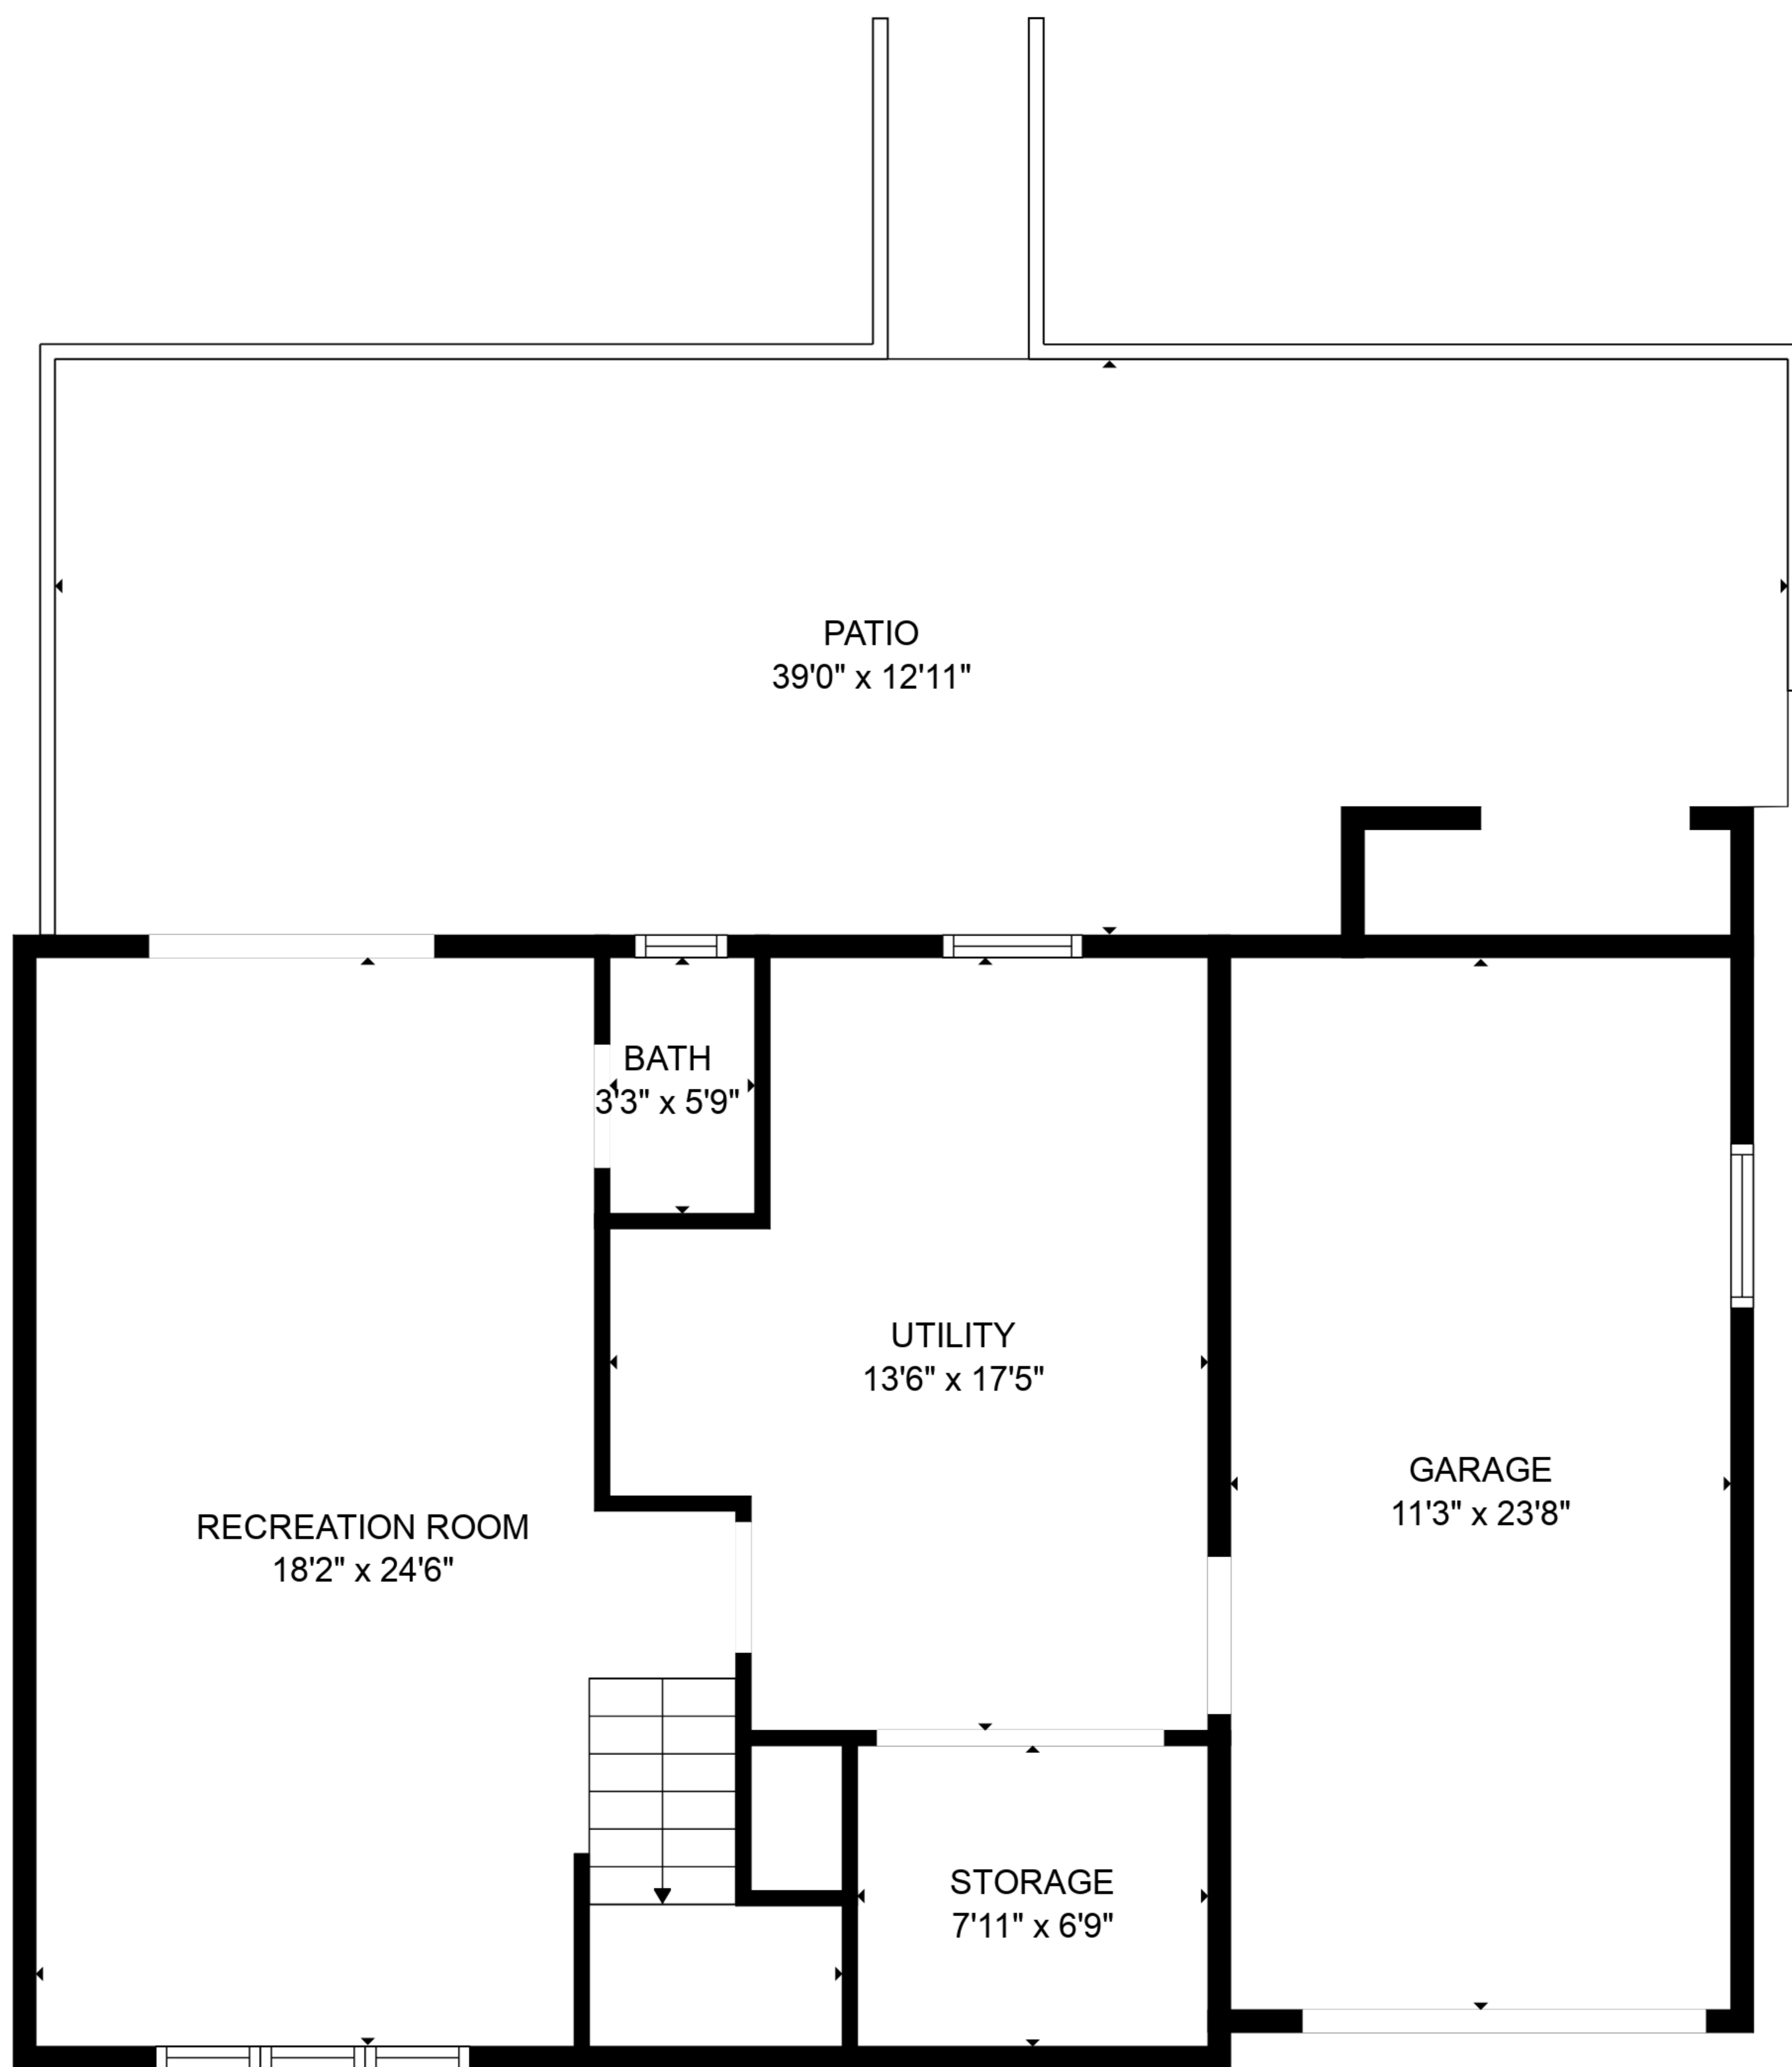 PATIO
39'0" x 12'11"
BATH
3'3" x 5'9"
UTILITY
13'6" x 17'5"
GARAGE
11'3" x 23'8"
RECREATION ROOM
18'2" x 24'6"
STORAGE
7'11" x 6'9"